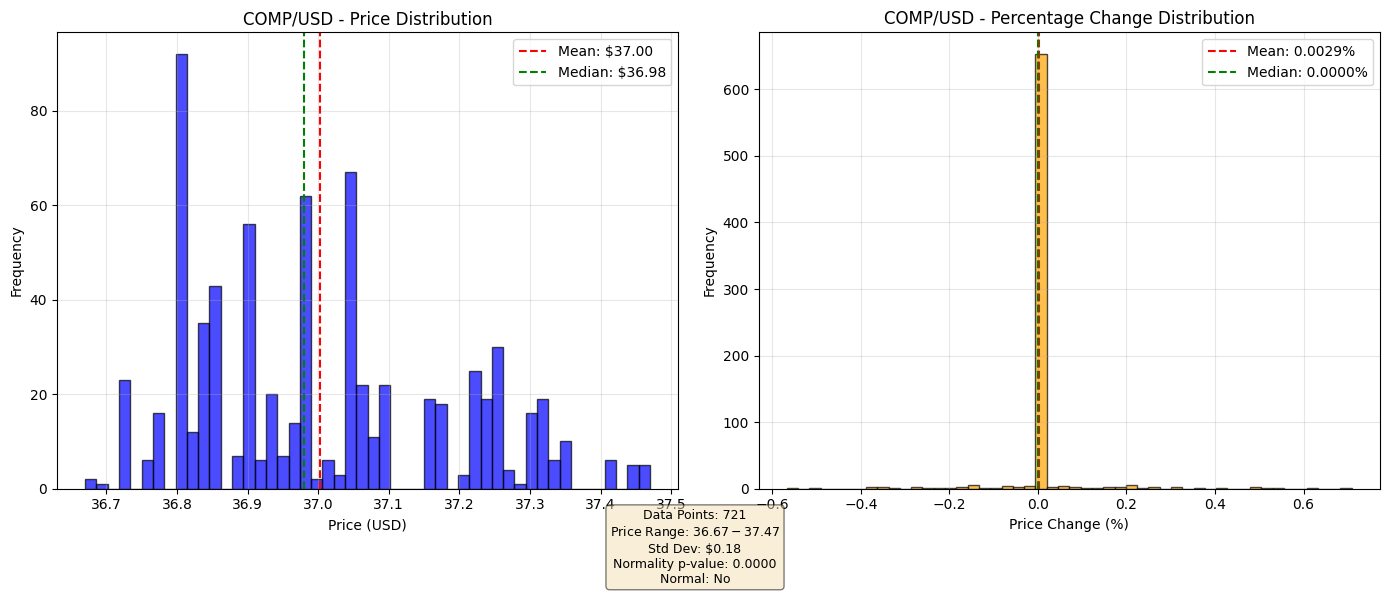 COMP/USD - Price Distribution
Mean: $37.00
Median: $36.98
80
60
40
20
0
Frequency
36.7
36.8
36.9
37.0
37.1
37.2
37.3
37.4
37.5
Price (USD)
COMP/USD - Percentage Change Distribution
Mean: 0.0029%
Median: 0.0000%
600
500
400
300
200
100
0
Frequency
−0.6
−0.4
−0.2
0.0
0.2
0.4
0.6
Price Change (%)
Data Points: 721
Price Range: 36.67 − 37.47
Std Dev: $0.18
Normality p-value: 0.0000
Normal: No